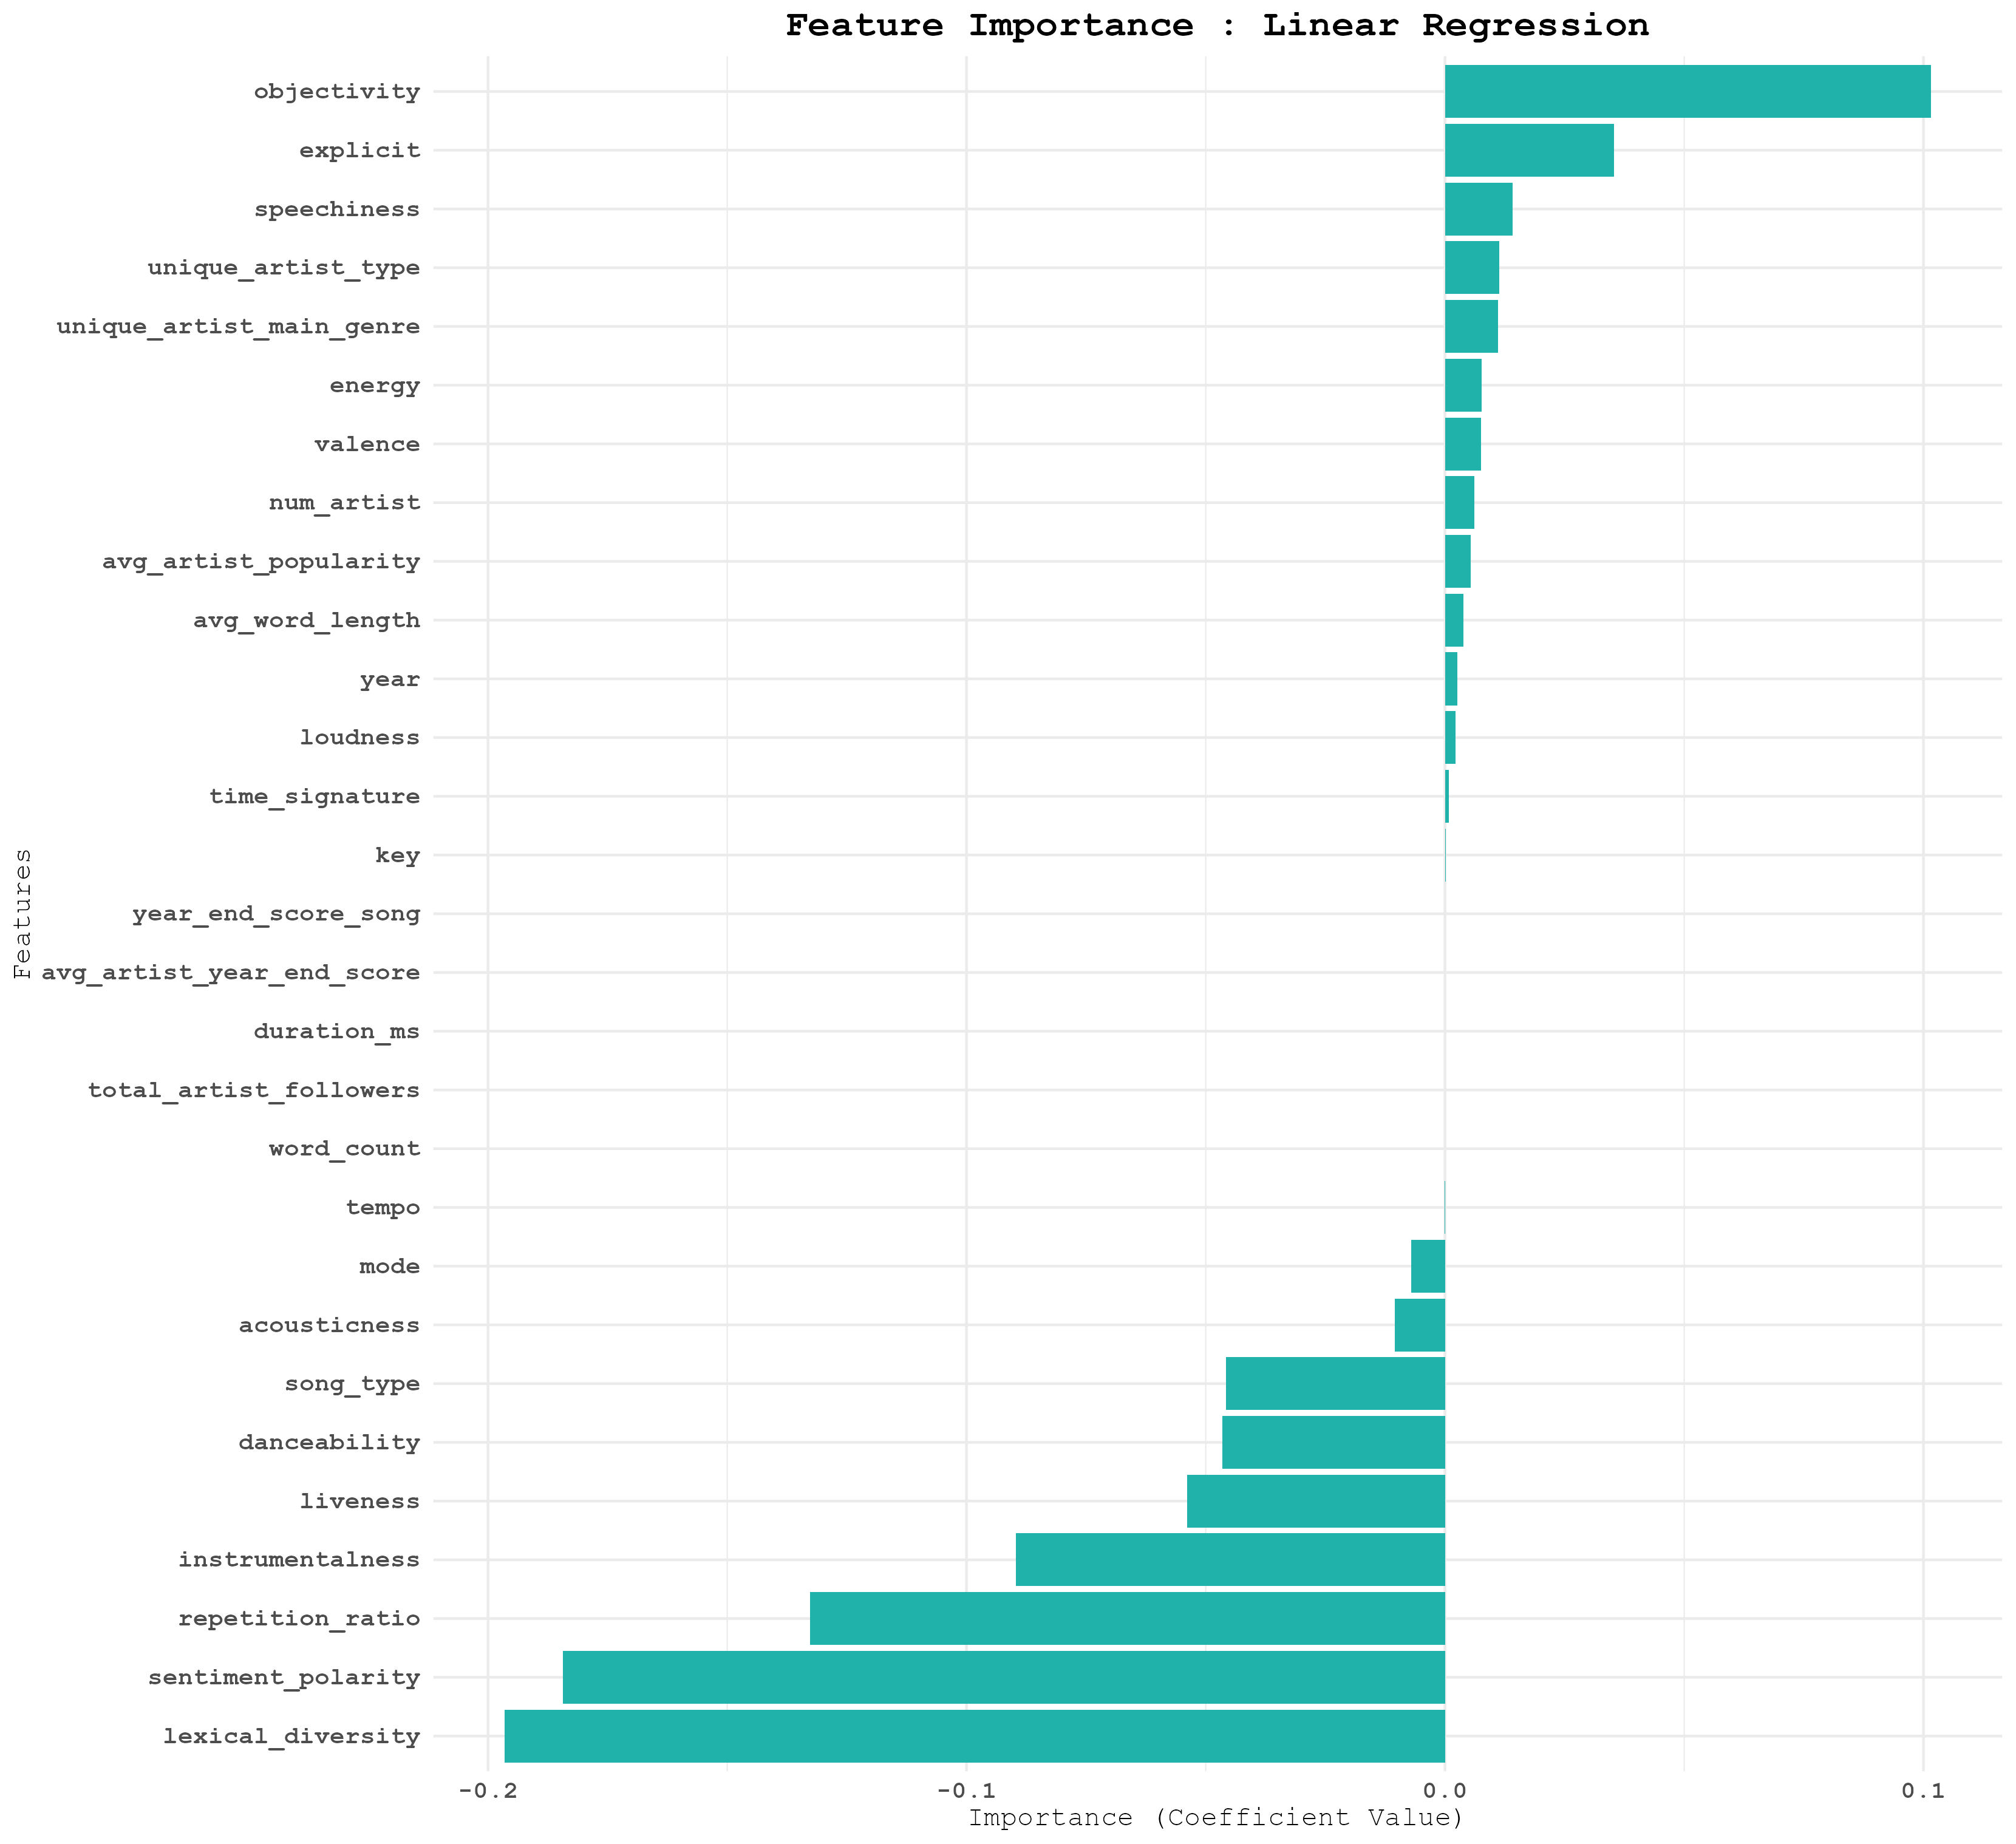 Feature Importance : Linear Regression
objectivity
explicit
speechiness
unique_artist_type
unique_artist_main_genre
energy
valence
num_artist
avg_artist_popularity
avg_word_length
year
loudness
time_signature
key
year_end_score_song
avg_artist_year_end_score
duration_ms
total_artist_followers
word_count
tempo
mode
acousticness
song_type
danceability
liveness
instrumentalness
repetition_ratio
sentiment_polarity
lexical_diversity
Features
-0.2 -0.1 0.0 0.1
Importance (Coefficient Value)